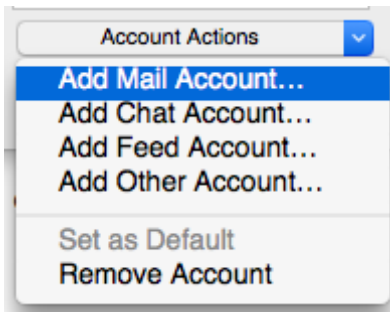 Account Actions
Add Mail Account...
Add Chat Account...
Add Feed Account...
Add Other Account...
Set as Default
Remove Account